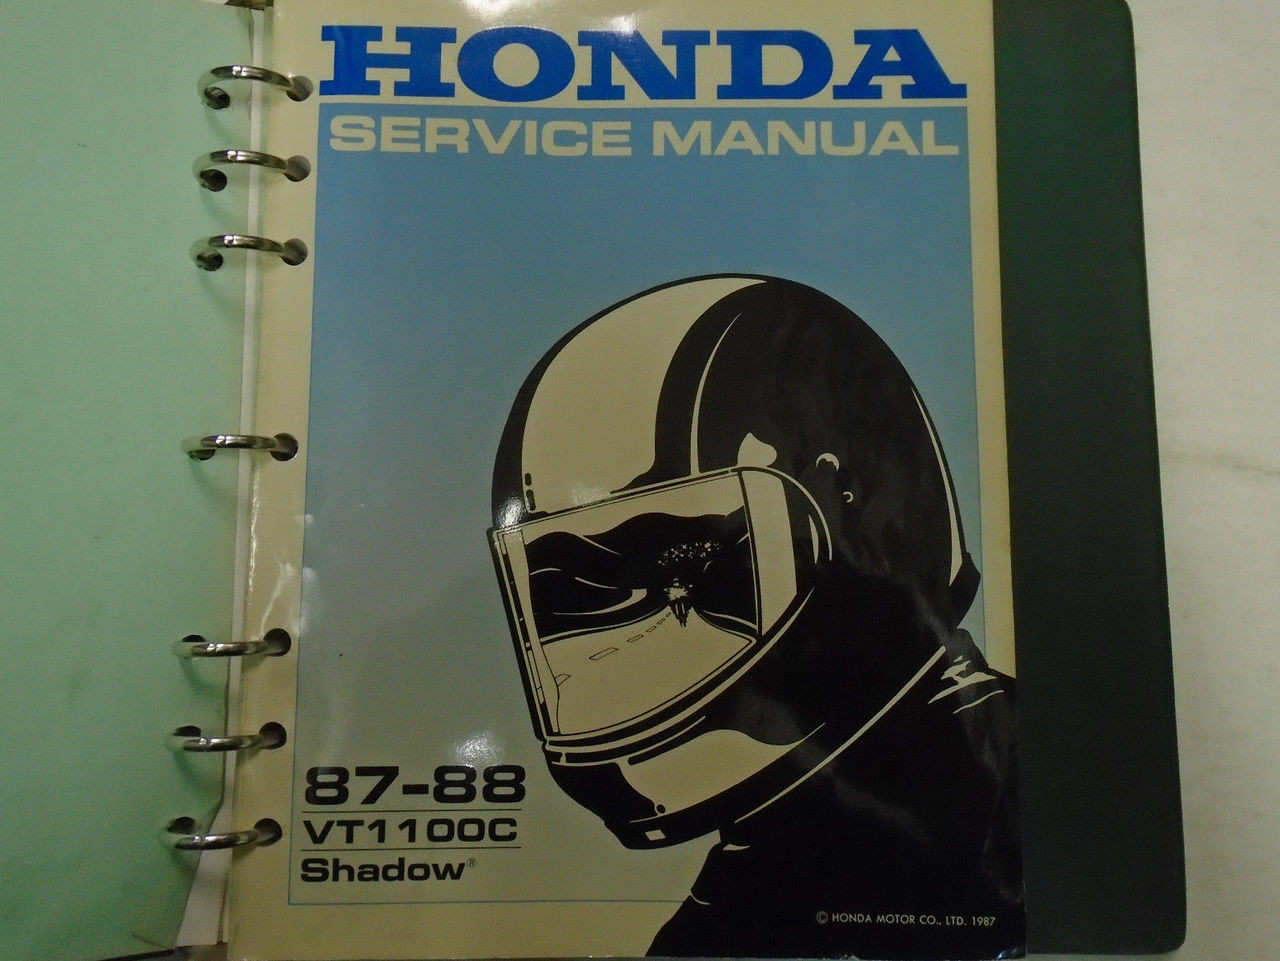 HONDA
SERVICE MANUAL
87-88
VT1100C
Shadow®
© HONDA MOTOR CO., LTD. 1987